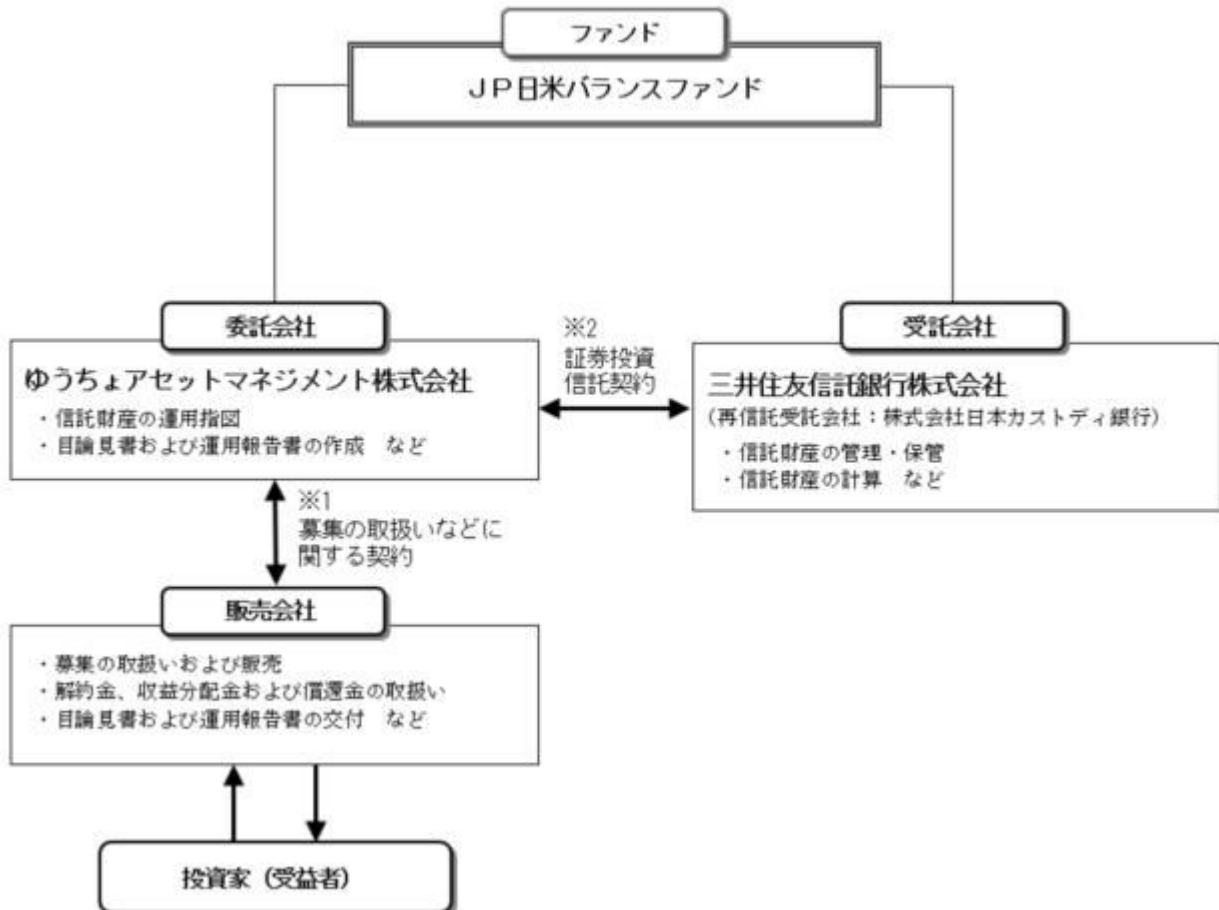 ファンド
JP日米バランスファンド
委託会社
ゆうちょアセットマネジメント株式会社
・信託財産の運用指図
・目論見書および運用報告書の作成　など
※2
証券投資
信託契約
受託会社
三井住友信託銀行株式会社
(再信託受託会社：株式会社日本カストディ銀行)
・信託財産の管理・保管
・信託財産の計算　など
※1
募集の取扱いなどに
関する契約
販売会社
・募集の取扱いおよび販売
・解約金、収益分配金および償還金の取扱い
・目論見書および運用報告書の交付　など
投資家（受益者）